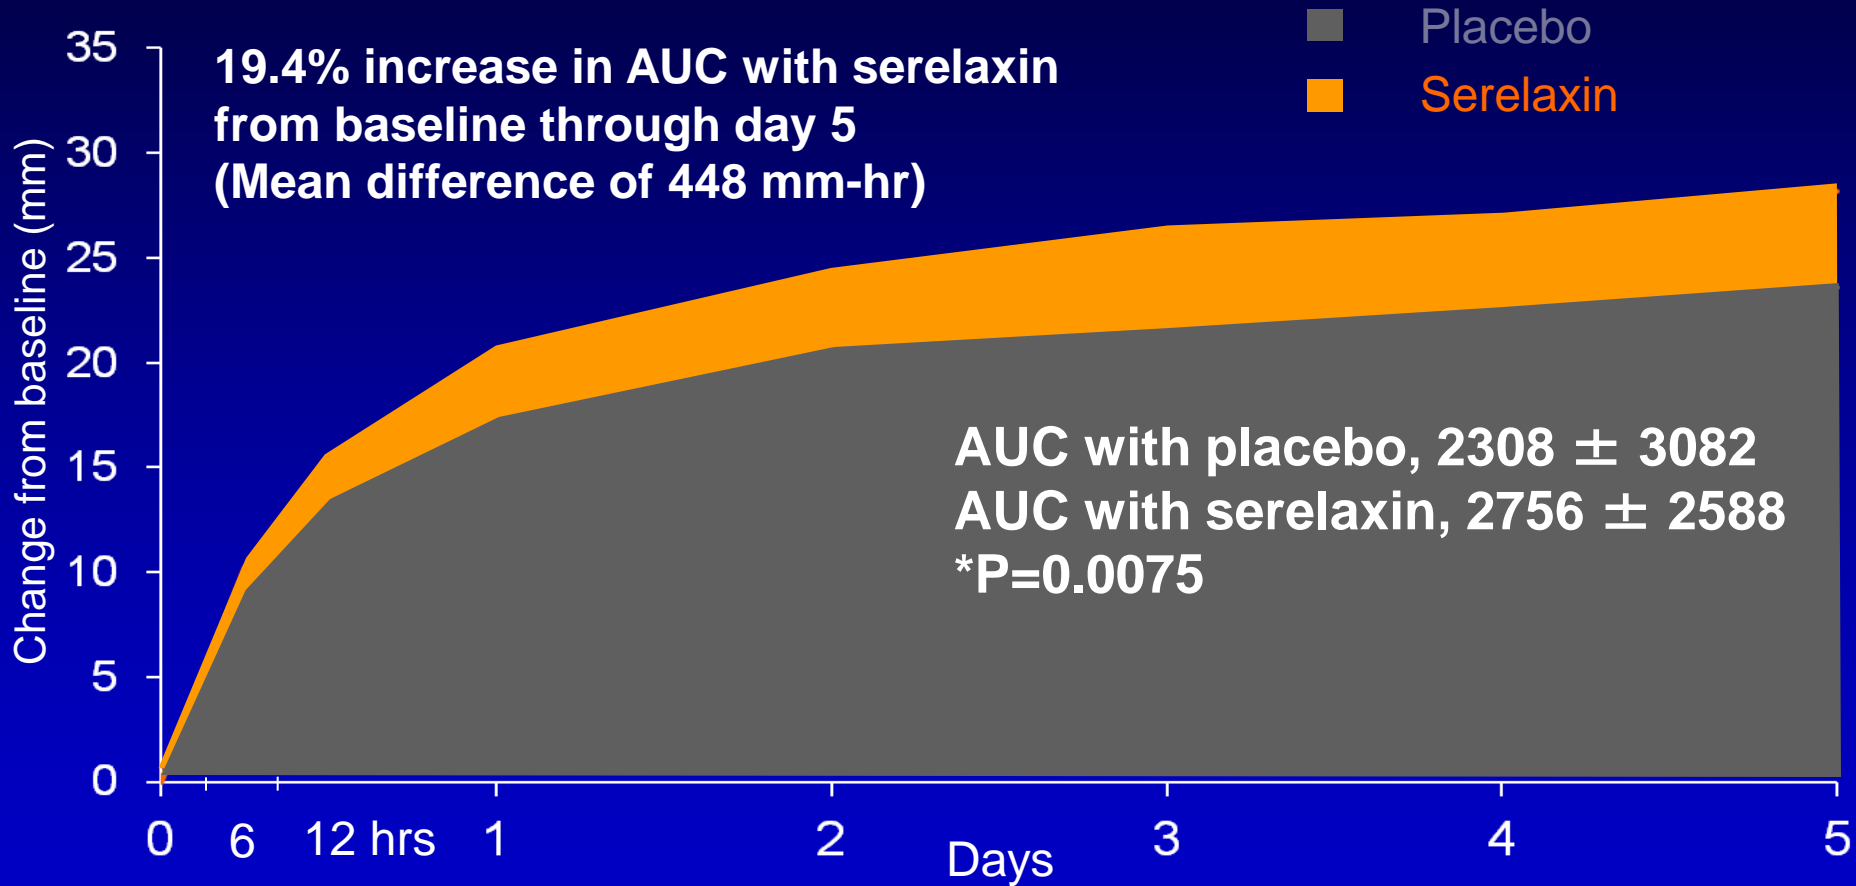 Placebo
Serelaxin
19.4% increase in AUC with serelaxin
from baseline through day 5
(Mean difference of 448 mm-hr)
Change from baseline (mm)
35
30
25
20
15
10
5
0
AUC with placebo, 2308 ± 3082
AUC with serelaxin, 2756 ± 2588
*P=0.0075
0 6 12 hrs 1 2 3 4 5
Days